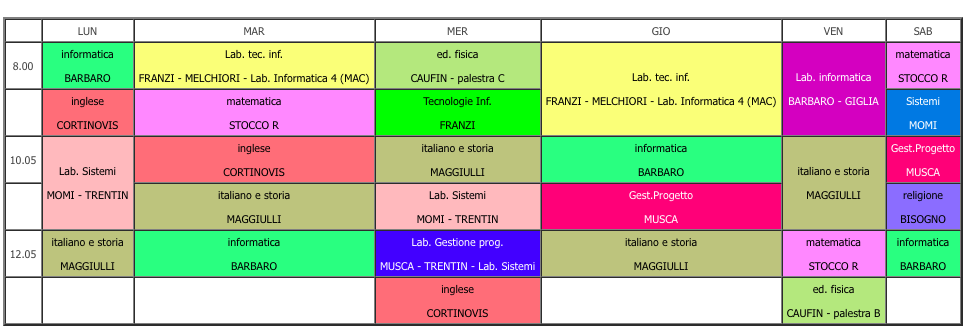 LUN MAR MER GIO VEN SAB
8.00
informatica
BARBARO
Lab. tec. inf.
FRANZI - MELCHIORI - Lab. Informatica 4 (MAC)
ed. fisica
CAUFIN - palestra C
Lab. tec. inf.
FRANZI - MELCHIORI - Lab. Informatica 4 (MAC)
Lab. informatica
BARBARO - GIGLIA
matematica
STOCCO R
inglese
CORTINOVIS
matematica
STOCCO R
Tecnologie Inf.
FRANZI
Sistemi
MOMI
10.05
Lab. Sistemi
MOMI - TRENTIN
inglese
CORTINOVIS
italiano e storia
MAGGIULLI
informatica
BARBARO
italiano e storia
MAGGIULLI
Gest.Progetto
MUSCA
italiano e storia
MAGGIULLI
Lab. Sistemi
MOMI - TRENTIN
Gest.Progetto
MUSCA
religione
BISOGNO
12.05
italiano e storia
MAGGIULLI
informatica
BARBARO
Lab. Gestione prog.
MUSCA - TRENTIN - Lab. Sistemi
italiano e storia
MAGGIULLI
matematica
STOCCO R
informatica
BARBARO
inglese
CORTINOVIS
ed. fisica
CAUFIN - palestra B